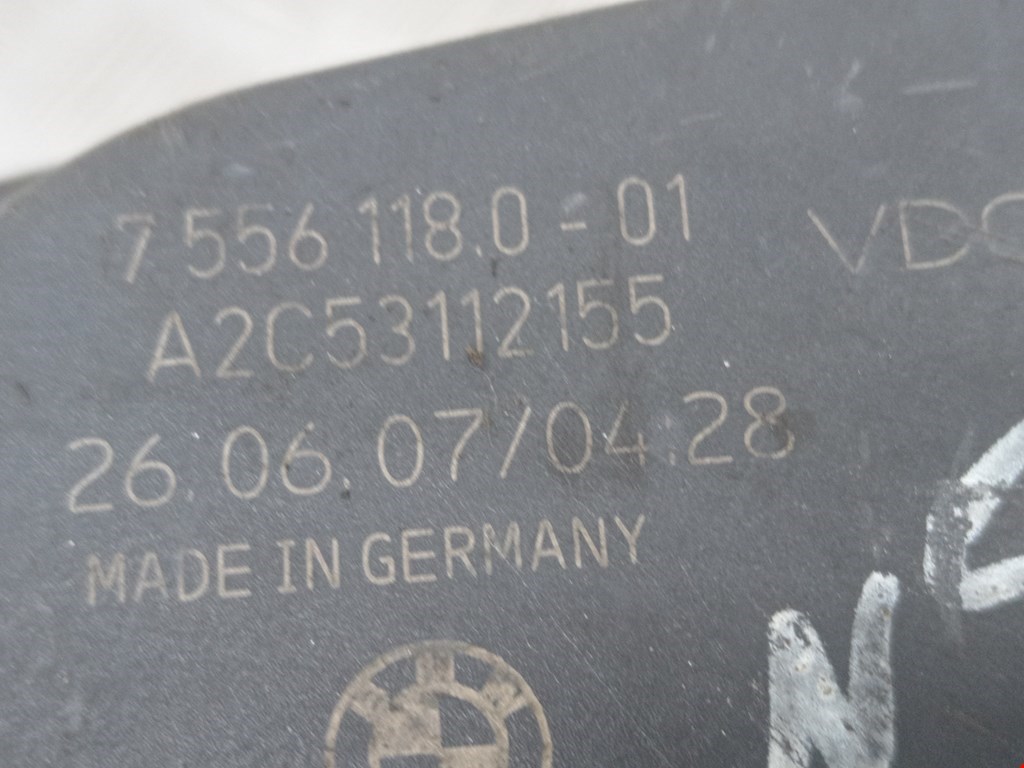 7 556 118.0 - 01
VDO
A2C53112155
26.06.07/04.28
MADE IN GERMANY
N